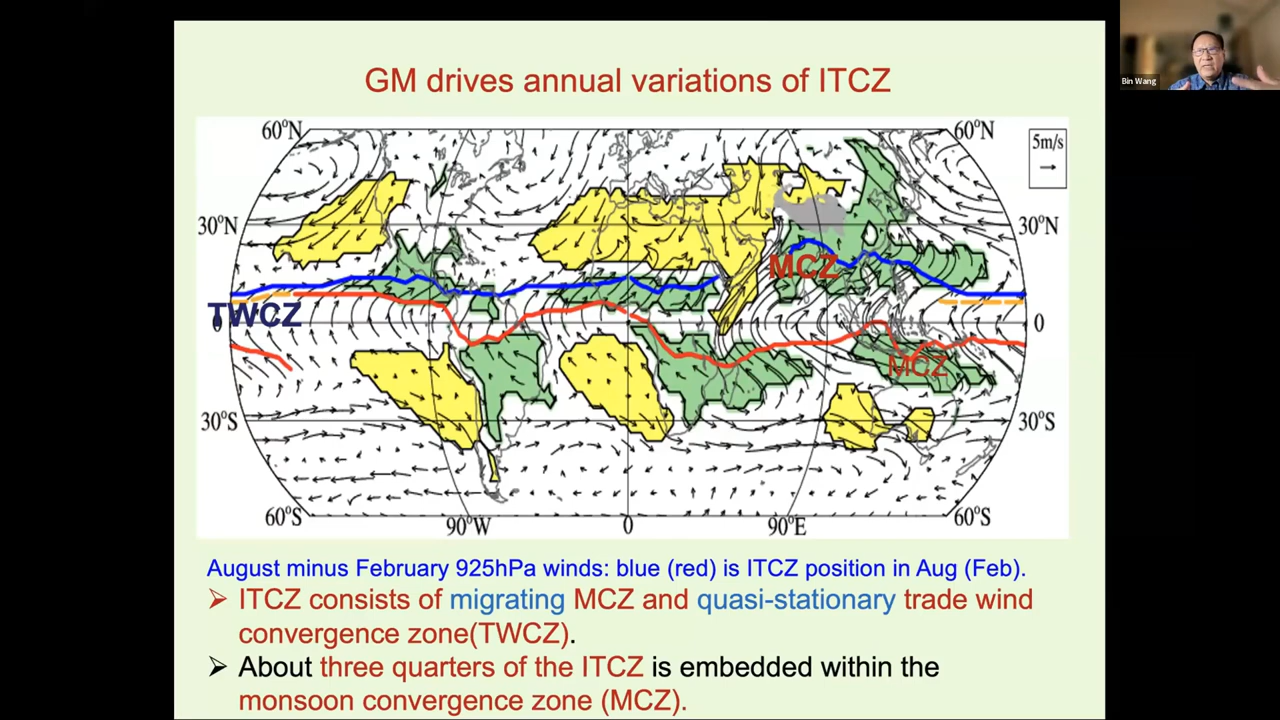 GM drives annual variations of ITCZ
Bin Wang
60°N
60°N
5m/s
30°N
30°N
MCZ
TWCZ
0
0
MCZ
30°S
30°S
60°S
60°S
90°W
0
90°E
August minus February 925hPa winds: blue (red) is ITCZ position in Aug (Feb).
➢ ITCZ consists of migrating MCZ and quasi-stationary trade wind
convergence zone(TWCZ).
➢ About three quarters of the ITCZ is embedded within the
monsoon convergence zone (MCZ).